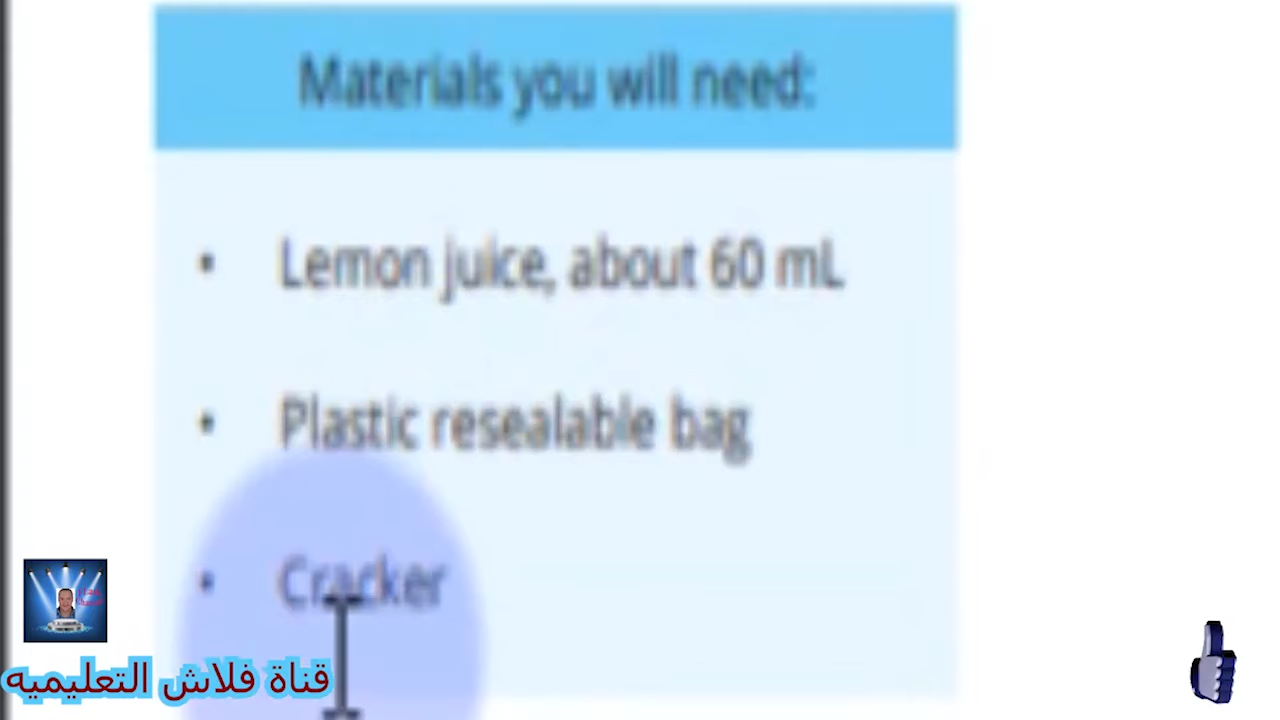 Materials you will need:
• Lemon juice, about 60 mL
• Plastic resealable bag
• Cracker
قناة فلاش التعليميه